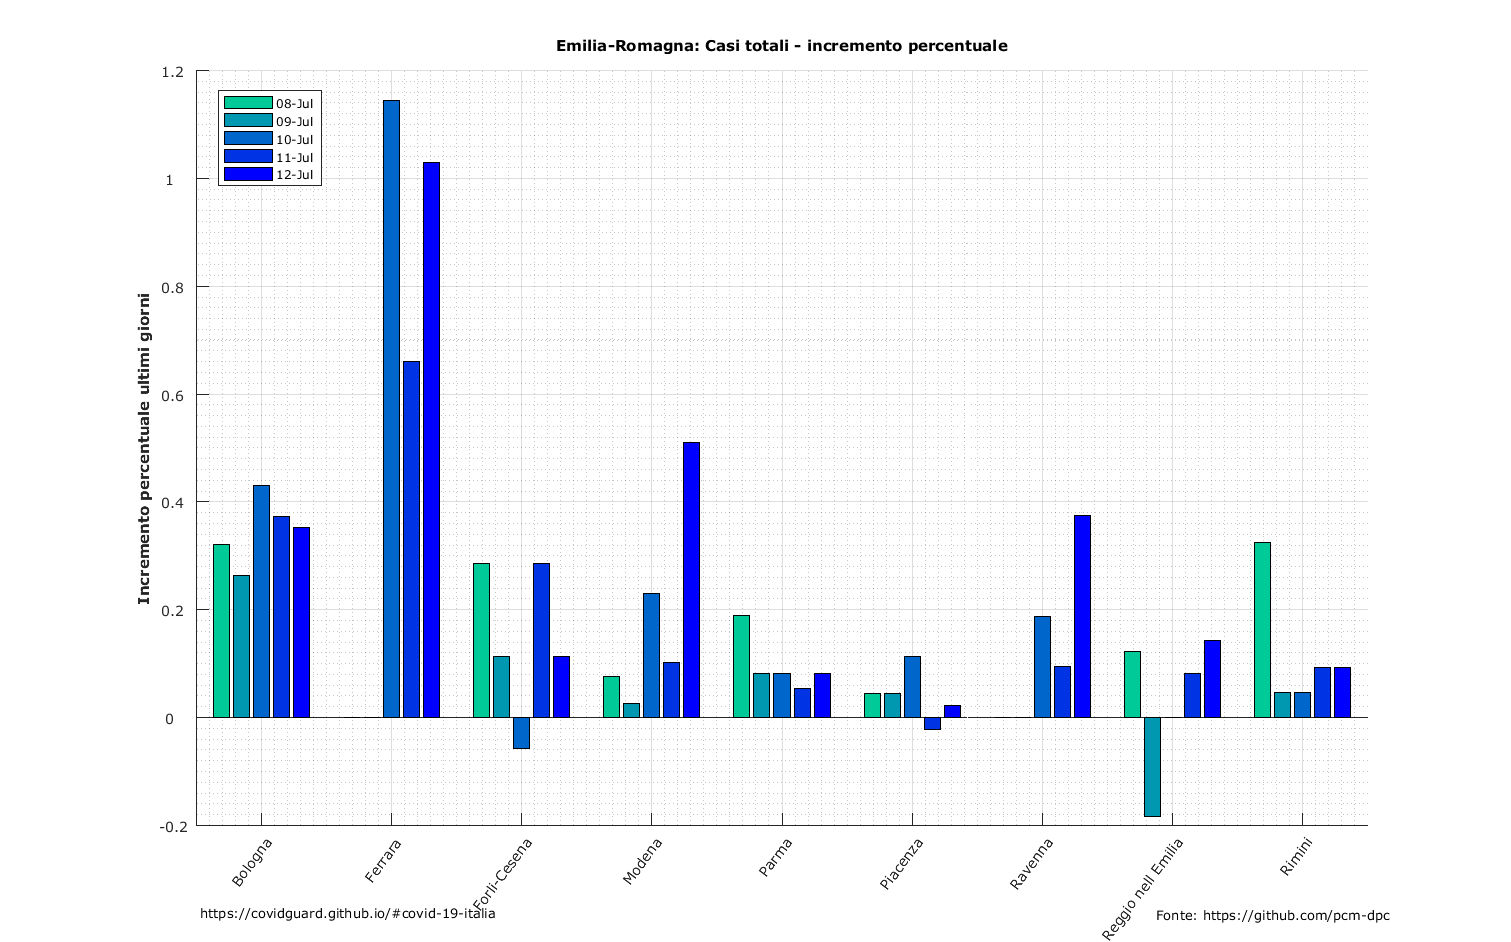 Emilia-Romagna: Casi totali - incremento percentuale
1.2
1
0.8
0.6
0.4
0.2
0
-0.2
Incremento percentuale ultimi giorni
08-Jul
09-Jul
10-Jul
11-Jul
12-Jul
Bologna
Ferrara
Forlì-Cesena
Modena
Parma
Piacenza
Ravenna
Reggio nell Emilia
Rimini
https://covidguard.github.io/#covid-19-italia
Fonte: https://github.com/pcm-dpc